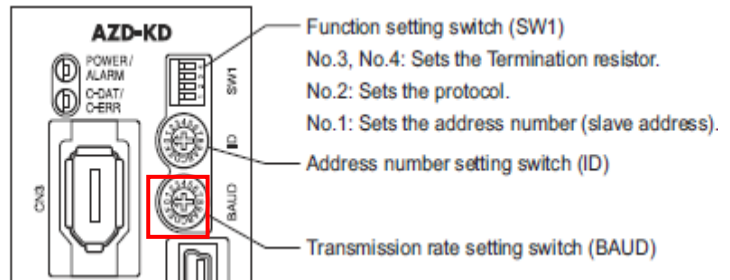 AZD-KD
Function setting switch (SW1)
POWER/
ALARM
No.3, No.4: Sets the Termination resistor.
C-DAT/
C-ERR
SW1
No.2: Sets the protocol.
No.1: Sets the address number (slave address).
ID
Address number setting switch (ID)
CN3
BAUD
Transmission rate setting switch (BAUD)